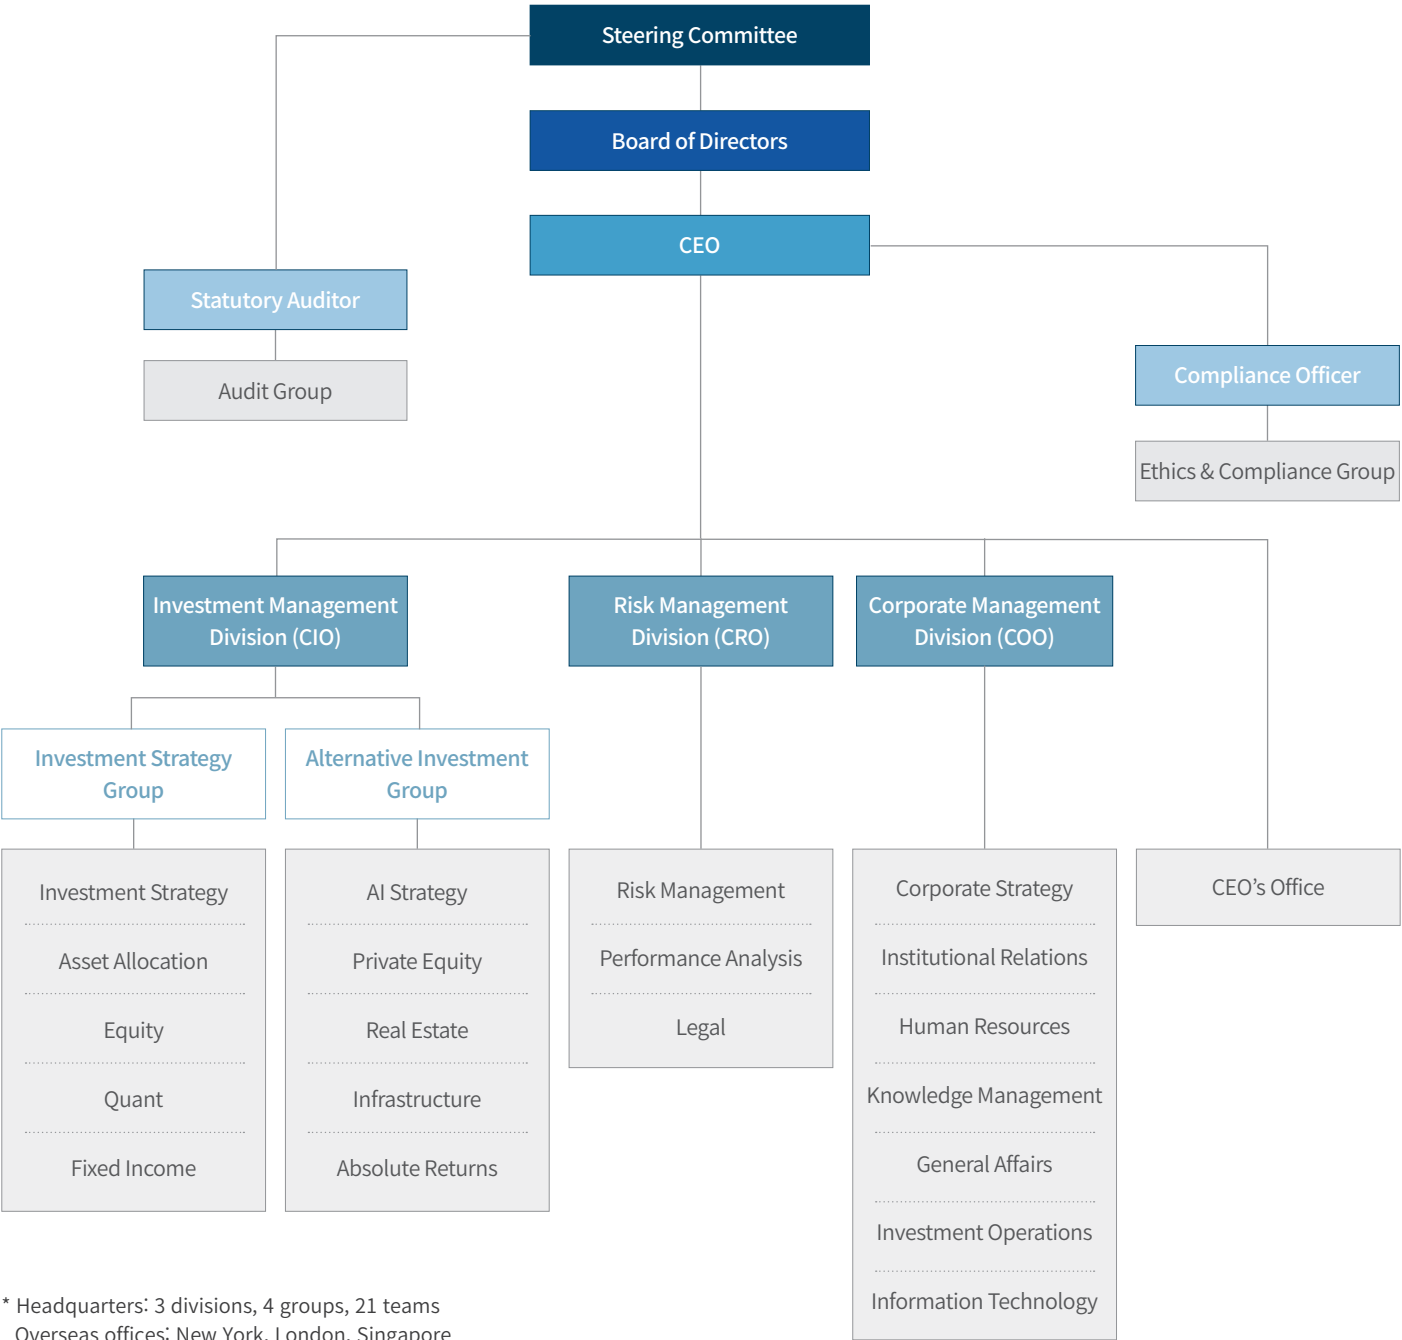 Steering Committee
Board of Directors
CEO
Statutory Auditor
Audit Group
Compliance Officer
Ethics & Compliance Group
Investment Management
Division (CIO)
Risk Management
Division (CRO)
Corporate Management
Division (COO)
Investment Strategy
Group
Alternative Investment
Group
Investment Strategy
Asset Allocation
Equity
Quant
Fixed Income
AI Strategy
Private Equity
Real Estate
Infrastructure
Absolute Returns
Risk Management
Performance Analysis
Legal
Corporate Strategy
Institutional Relations
Human Resources
Knowledge Management
General Affairs
Investment Operations
Information Technology
CEO’s Office
* Headquarters: 3 divisions, 4 groups, 21 teams
Overseas offices: New York, London, Singapore